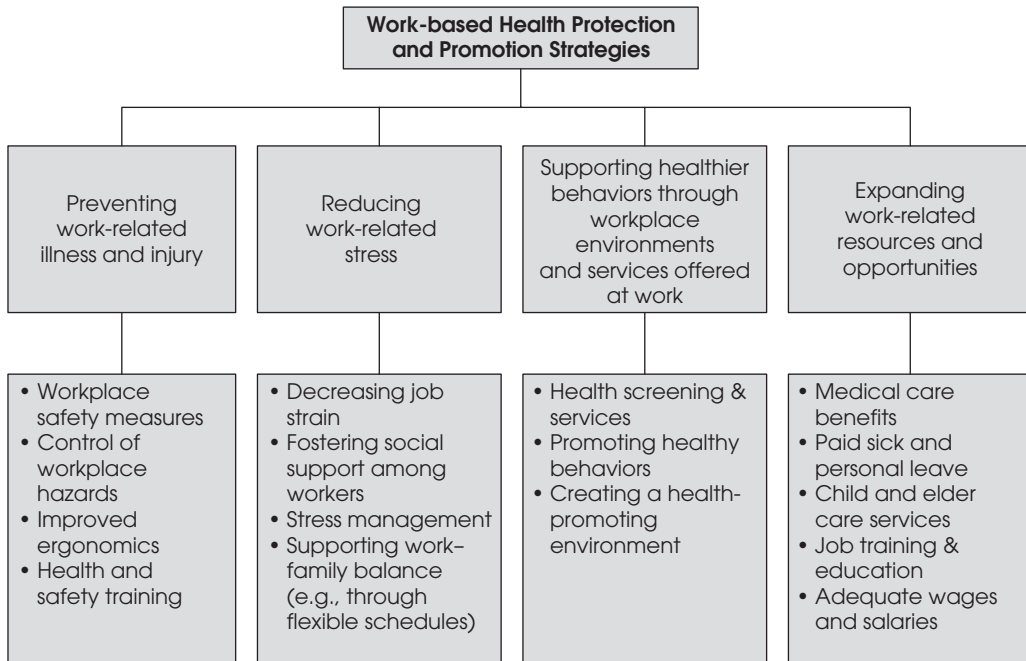 Work-based Health Protection
and Promotion Strategies
Preventing
work-related
illness and injury
Reducing
work-related
stress
Supporting healthier
behaviors through
workplace
environments
and services offered
at work
Expanding
work-related
resources and
opportunities
• Workplace
safety measures
• Control of
workplace
hazards
• Improved
ergonomics
• Health and
safety training
• Decreasing job
strain
• Fostering social
support among
workers
• Stress management
• Supporting work–
family balance
(e.g., through
flexible schedules)
• Health screening &
services
• Promoting healthy
behaviors
• Creating a health-
promoting
environment
• Medical care
benefits
• Paid sick and
personal leave
• Child and elder
care services
• Job training &
education
• Adequate wages
and salaries